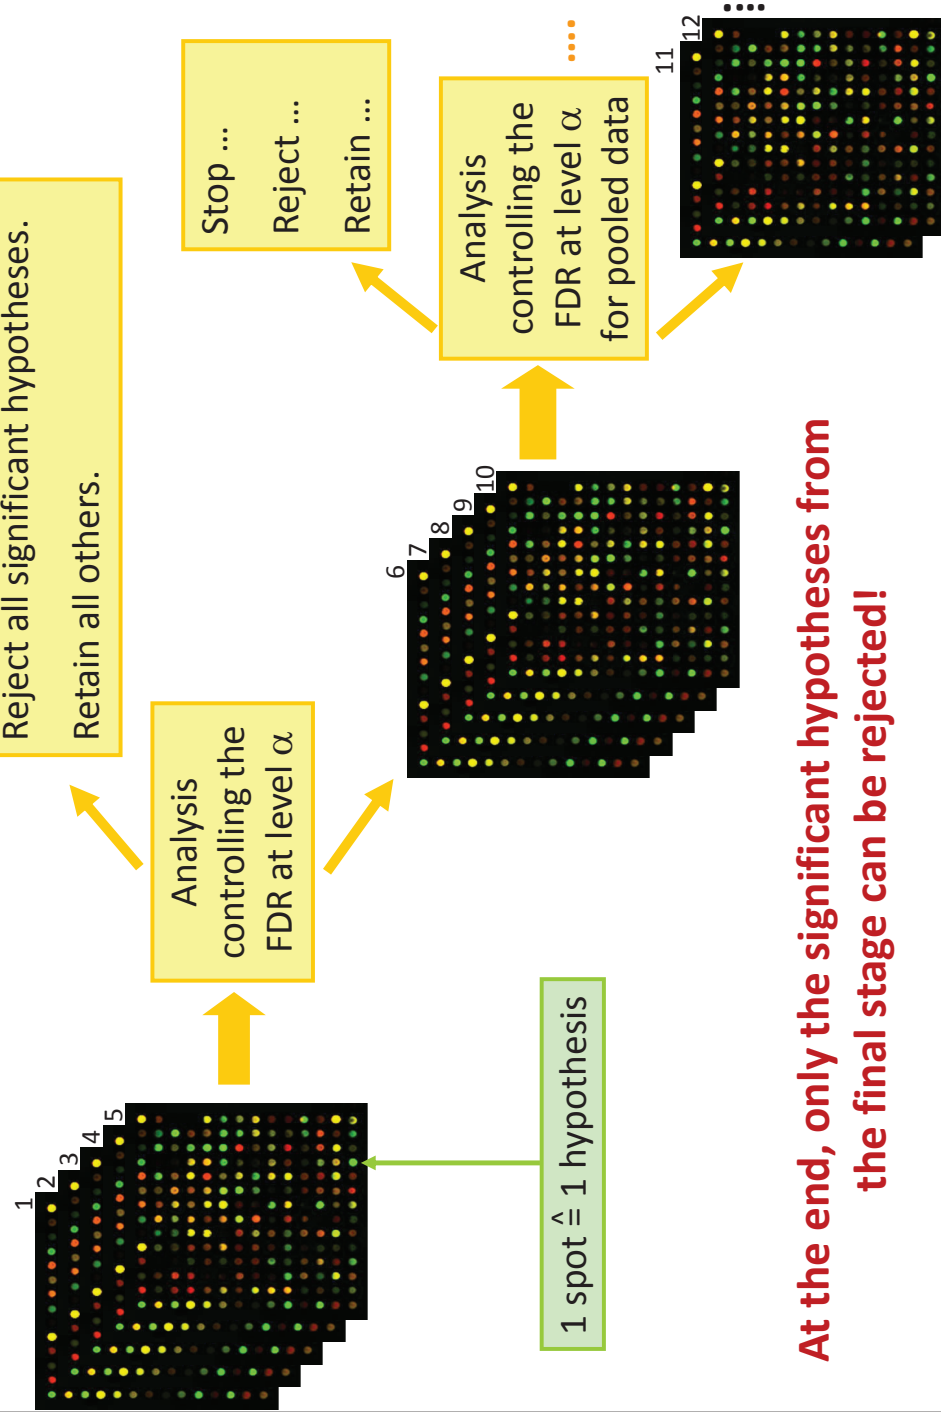 Reject all significant hypotheses.
Retain all others.
Stop ...
Reject ...
Retain ...
Analysis
controlling the
FDR at level α
Analysis
controlling the
FDR at level α
for pooled data
1
2
3
4
5
6
7
8
9
10
11
12
1 spot ≙ 1 hypothesis
At the end, only the significant hypotheses from
the final stage can be rejected!